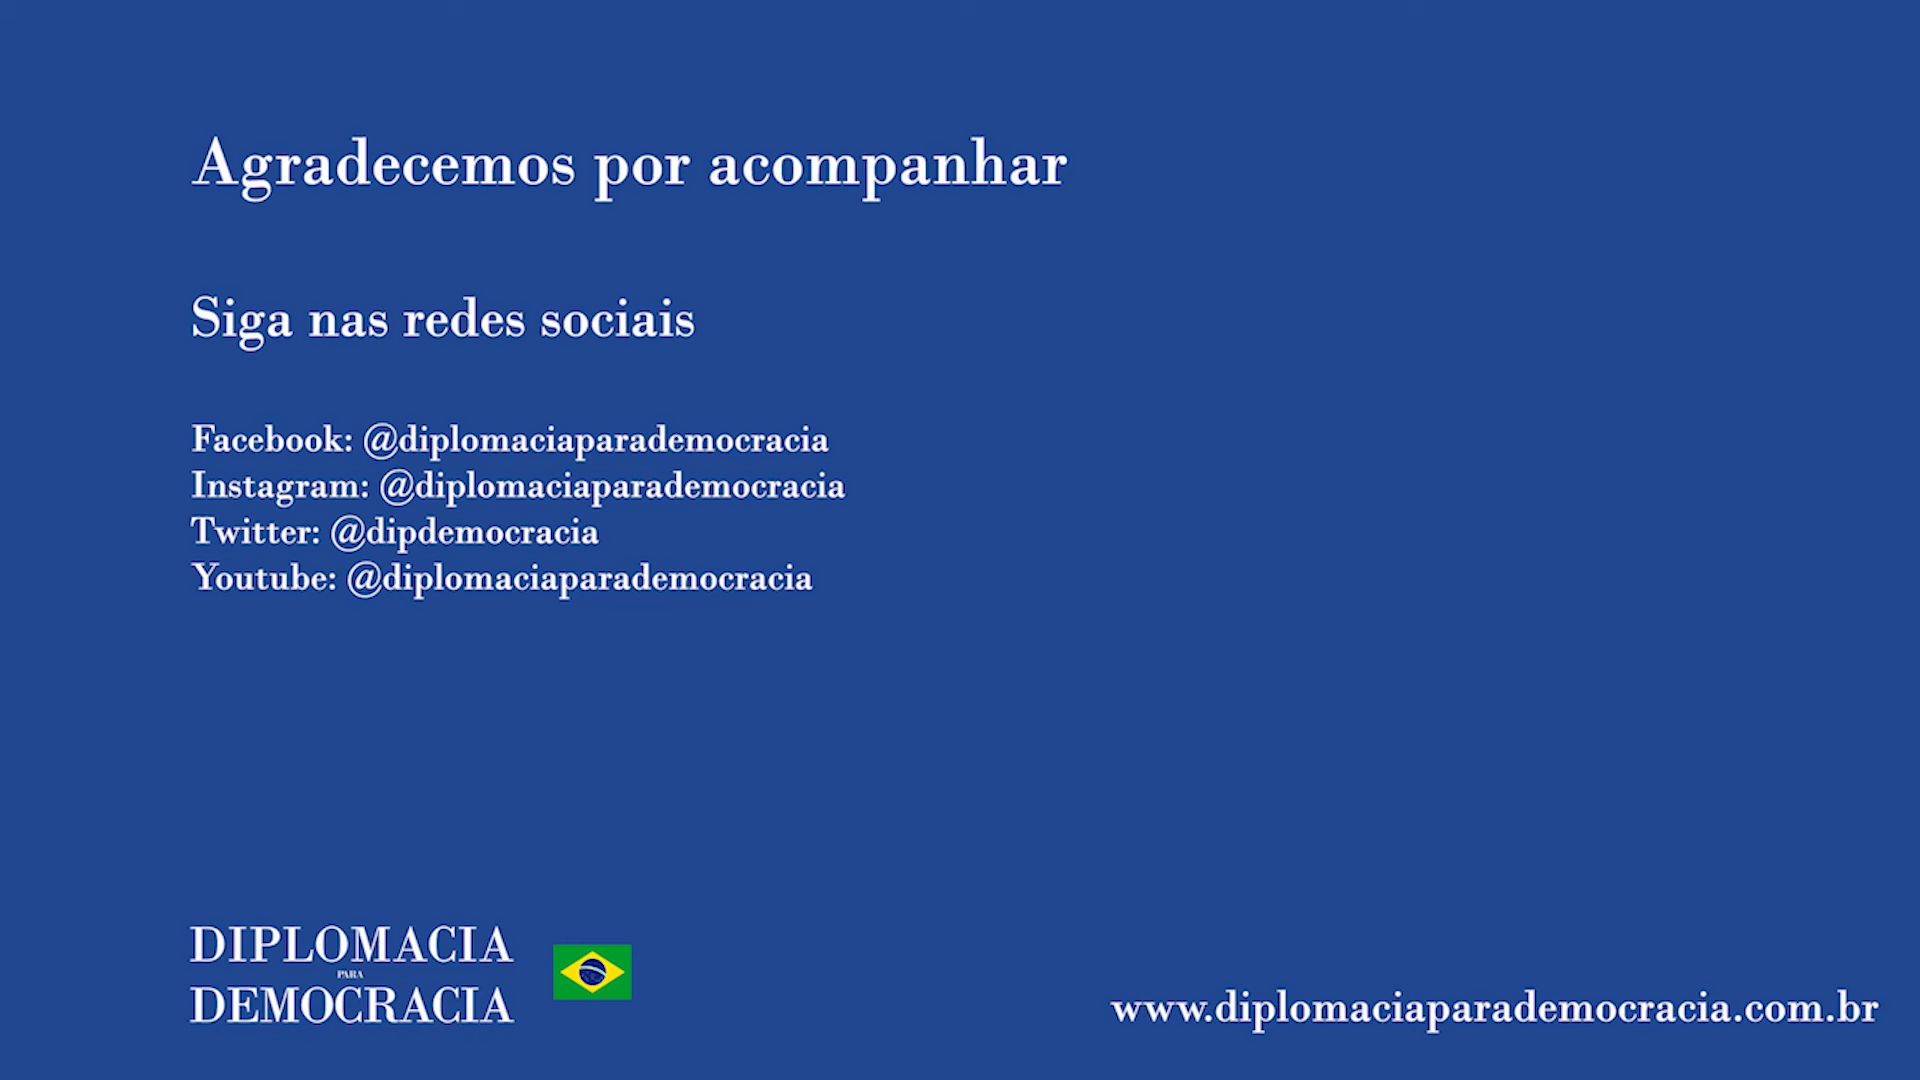 Agradecemos por acompanhar
Siga nas redes sociais
Facebook: @diplomaciaparademocracia
Instagram: @diplomaciaparademocracia
Twitter: @dipdemocracia
Youtube: @diplomaciaparademocracia
DIPLOMACIA
PARA
DEMOCRACIA
www.diplomaciaparademocracia.com.br